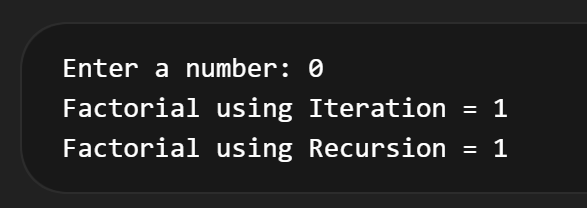 Enter a number: 0
Factorial using Iteration = 1
Factorial using Recursion = 1